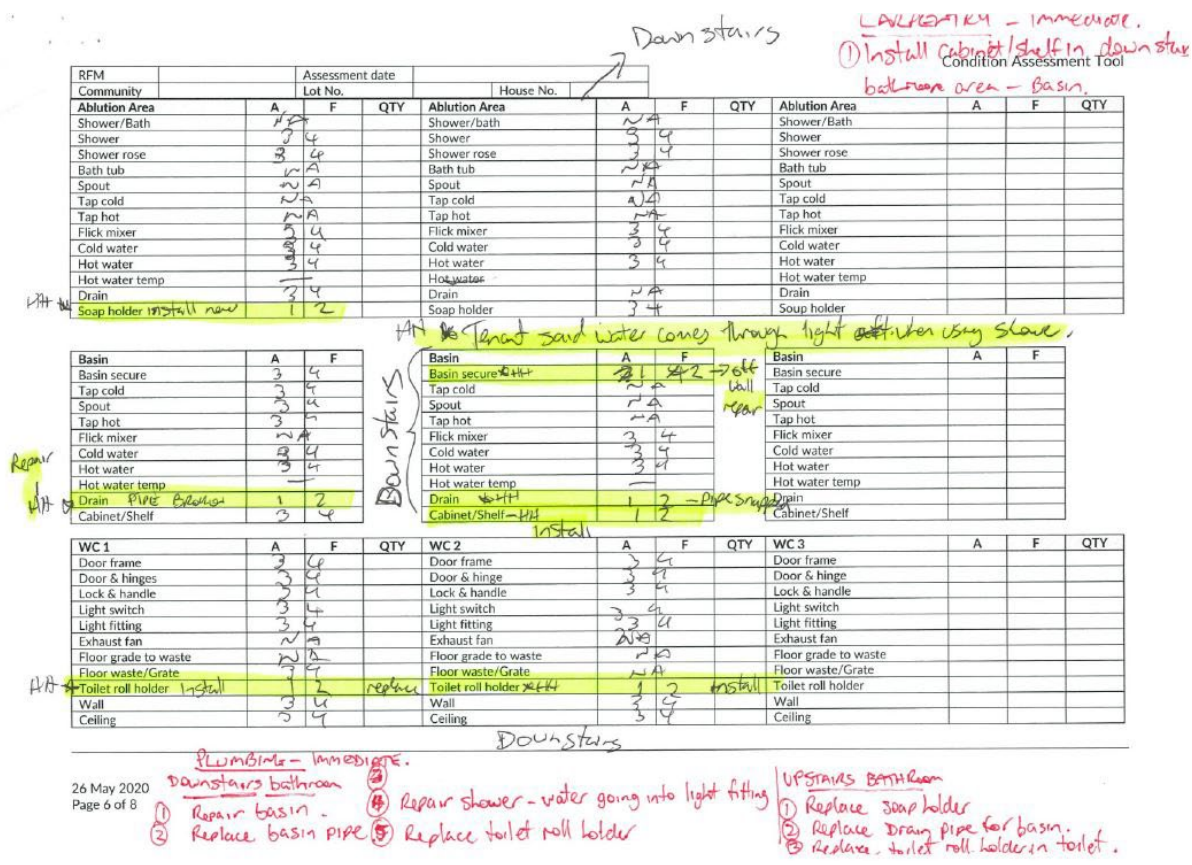 Downstairs
CARPENTRY - Immediate.
① Install cabinet/shelf in downstair
Condition Assessment Tool
bathroom area - Basin.
RFM Assessment date
Community Lot No. House No.
Ablution Area A F QTY Ablution Area A F QTY Ablution Area A F QTY
Shower/Bath N A Shower/bath N A Shower/Bath
Shower 3 4 Shower 3 4 Shower
Shower rose 3 4 Shower rose 3 4 Shower rose
Bath tub N A Bath tub N A Bath tub
Spout N A Spout N A Spout
Tap cold N A Tap cold N A Tap cold
Tap hot N A Tap hot N A Tap hot
Flick mixer 3 4 Flick mixer 3 4 Flick mixer
Cold water 3 4 Cold water 3 4 Cold water
Hot water 3 4 Hot water 3 4 Hot water
Hot water temp — Hot water Hot water temp
Drain 3 4 Drain N A Drain
HH Soap holder install new 1 2 Soap holder 3 4 Soup holder
HH Tenant said water comes through light when using showe.
Basin A F Basin A F Basin A F
Basin secure 3 4 Basin secure HH 1 2 → off Basin secure
Tap cold 3 4 Tap cold N A wall Tap cold
Spout 3 4 Spout N A repair Spout
Tap hot 3 4 Tap hot N A Tap hot
Flick mixer N A Flick mixer 3 4 Flick mixer
Cold water 3 4 Cold water 3 4 Cold water
Repair Hot water 3 4 Hot water 3 4 Hot water
Hot water temp — Hot water temp — Hot water temp
HH Drain PIPE Broken 1 2 Drain HH 1 2 - Pipe snapped Drain
Cabinet/Shelf 3 4 Cabinet/Shelf - HH 1 2 Cabinet/Shelf
Downstairs
Install
WC 1 A F QTY WC 2 A F QTY WC 3 A F QTY
Door frame 3 4 Door frame 3 4 Door frame
Door & hinges 3 4 Door & hinge 3 4 Door & hinge
Lock & handle 3 4 Lock & handle 3 4 Lock & handle
Light switch 3 4 Light switch 3 4 Light switch
Light fitting 3 4 Light fitting 3 4 Light fitting
Exhaust fan N A Exhaust fan N A Exhaust fan
Floor grade to waste N A Floor grade to waste N A Floor grade to waste
Floor waste/Grate 3 4 Floor waste/Grate N A Floor waste/Grate
HH Toilet roll holder Install 1 2 replace Toilet roll holder HH 1 2 install Toilet roll holder
Wall 3 4 Wall 3 4 Wall
Ceiling 3 4 Ceiling 3 4 Ceiling
Downstairs
26 May 2020
Page 6 of 8
PLUMBING - IMMEDIATE.
Downstairs bathroom
① Repair basin.
② Replace basin pipe
③
④ Repair shower - water going into light fitting
⑤ Replace toilet roll holder
UPSTAIRS BATHROOM
① Replace soap holder
② Replace Drain pipe for basin.
③ Replace toilet roll holder in toilet.